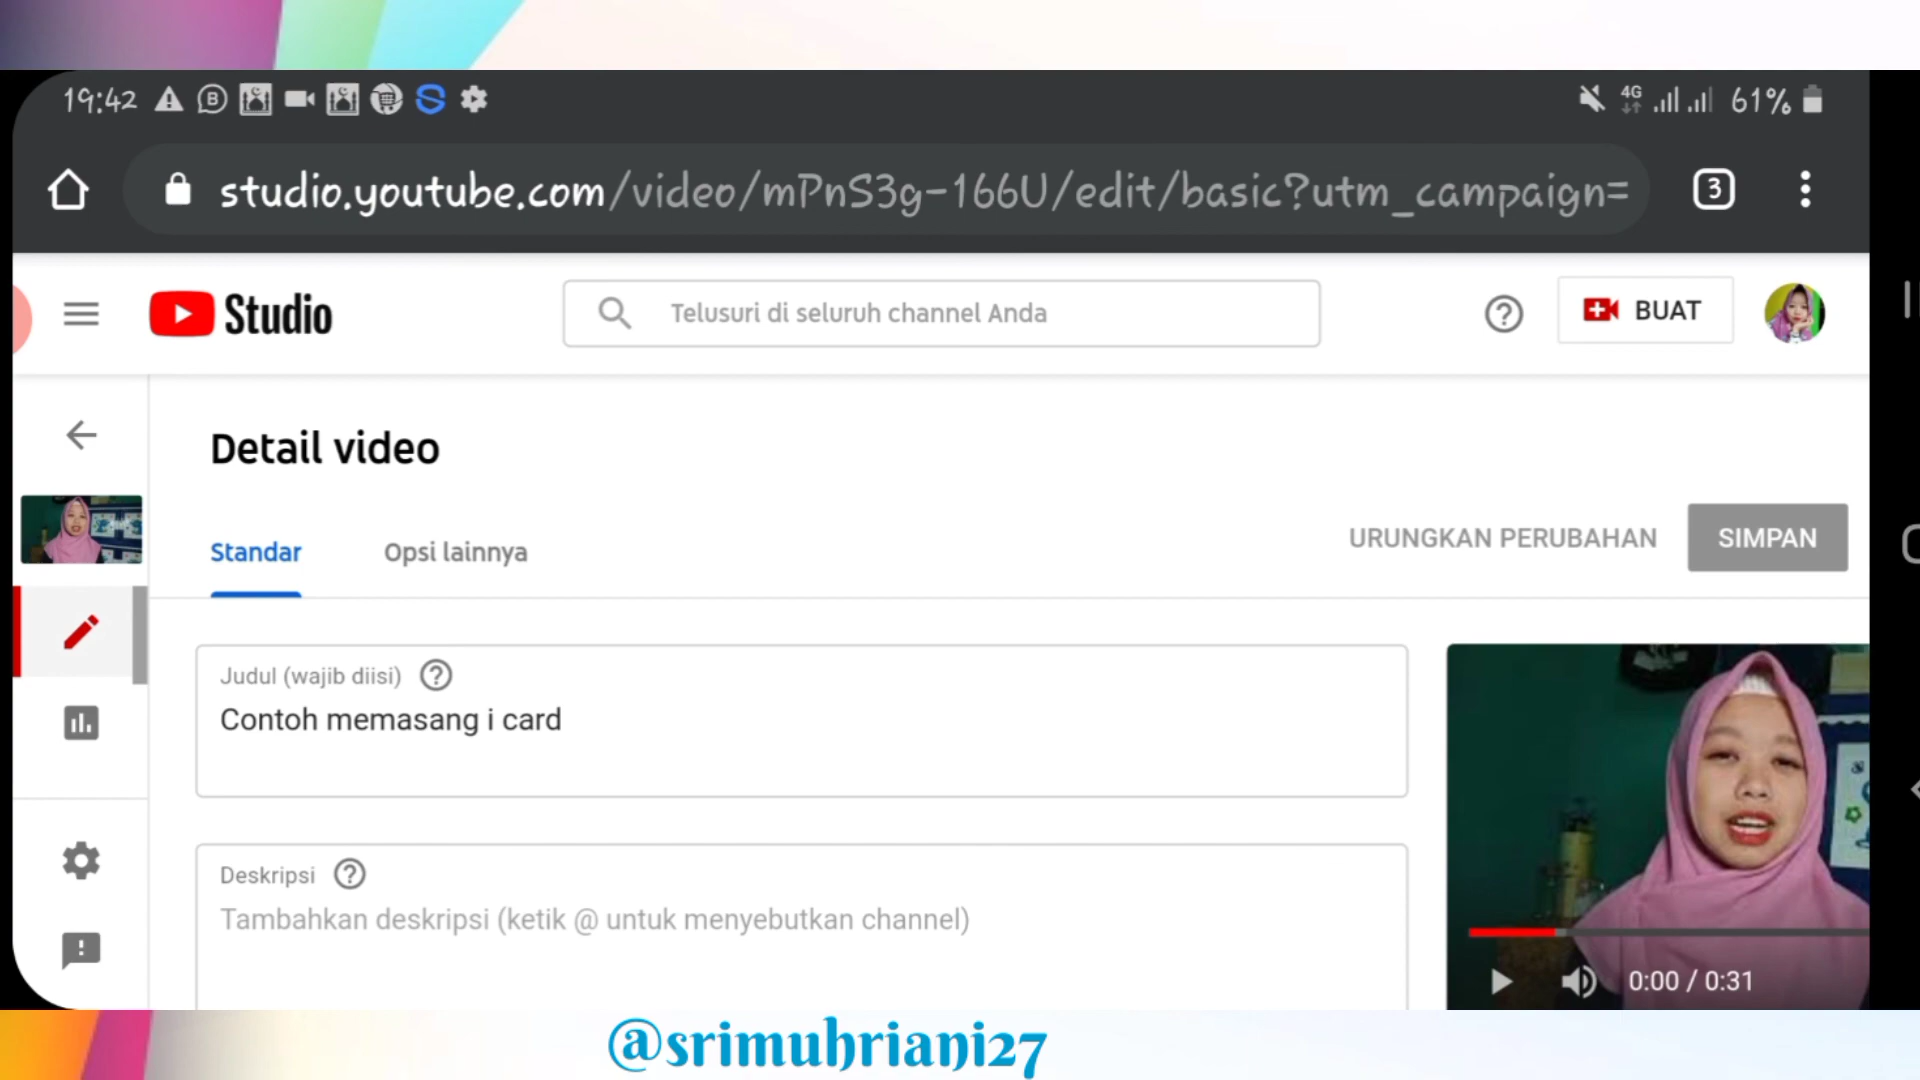 19:42 4G 61%
studio.youtube.com/video/mPnS3g-166U/edit/basic?utm_campaign=
3
Studio
Telusuri di seluruh channel Anda
BUAT
Detail video
Standar
Opsi lainnya
URUNGKAN PERUBAHAN
SIMPAN
Judul (wajib diisi)
Contoh memasang i card
Deskripsi
Tambahkan deskripsi (ketik @ untuk menyebutkan channel)
0:00 / 0:31
@srimuhriani27